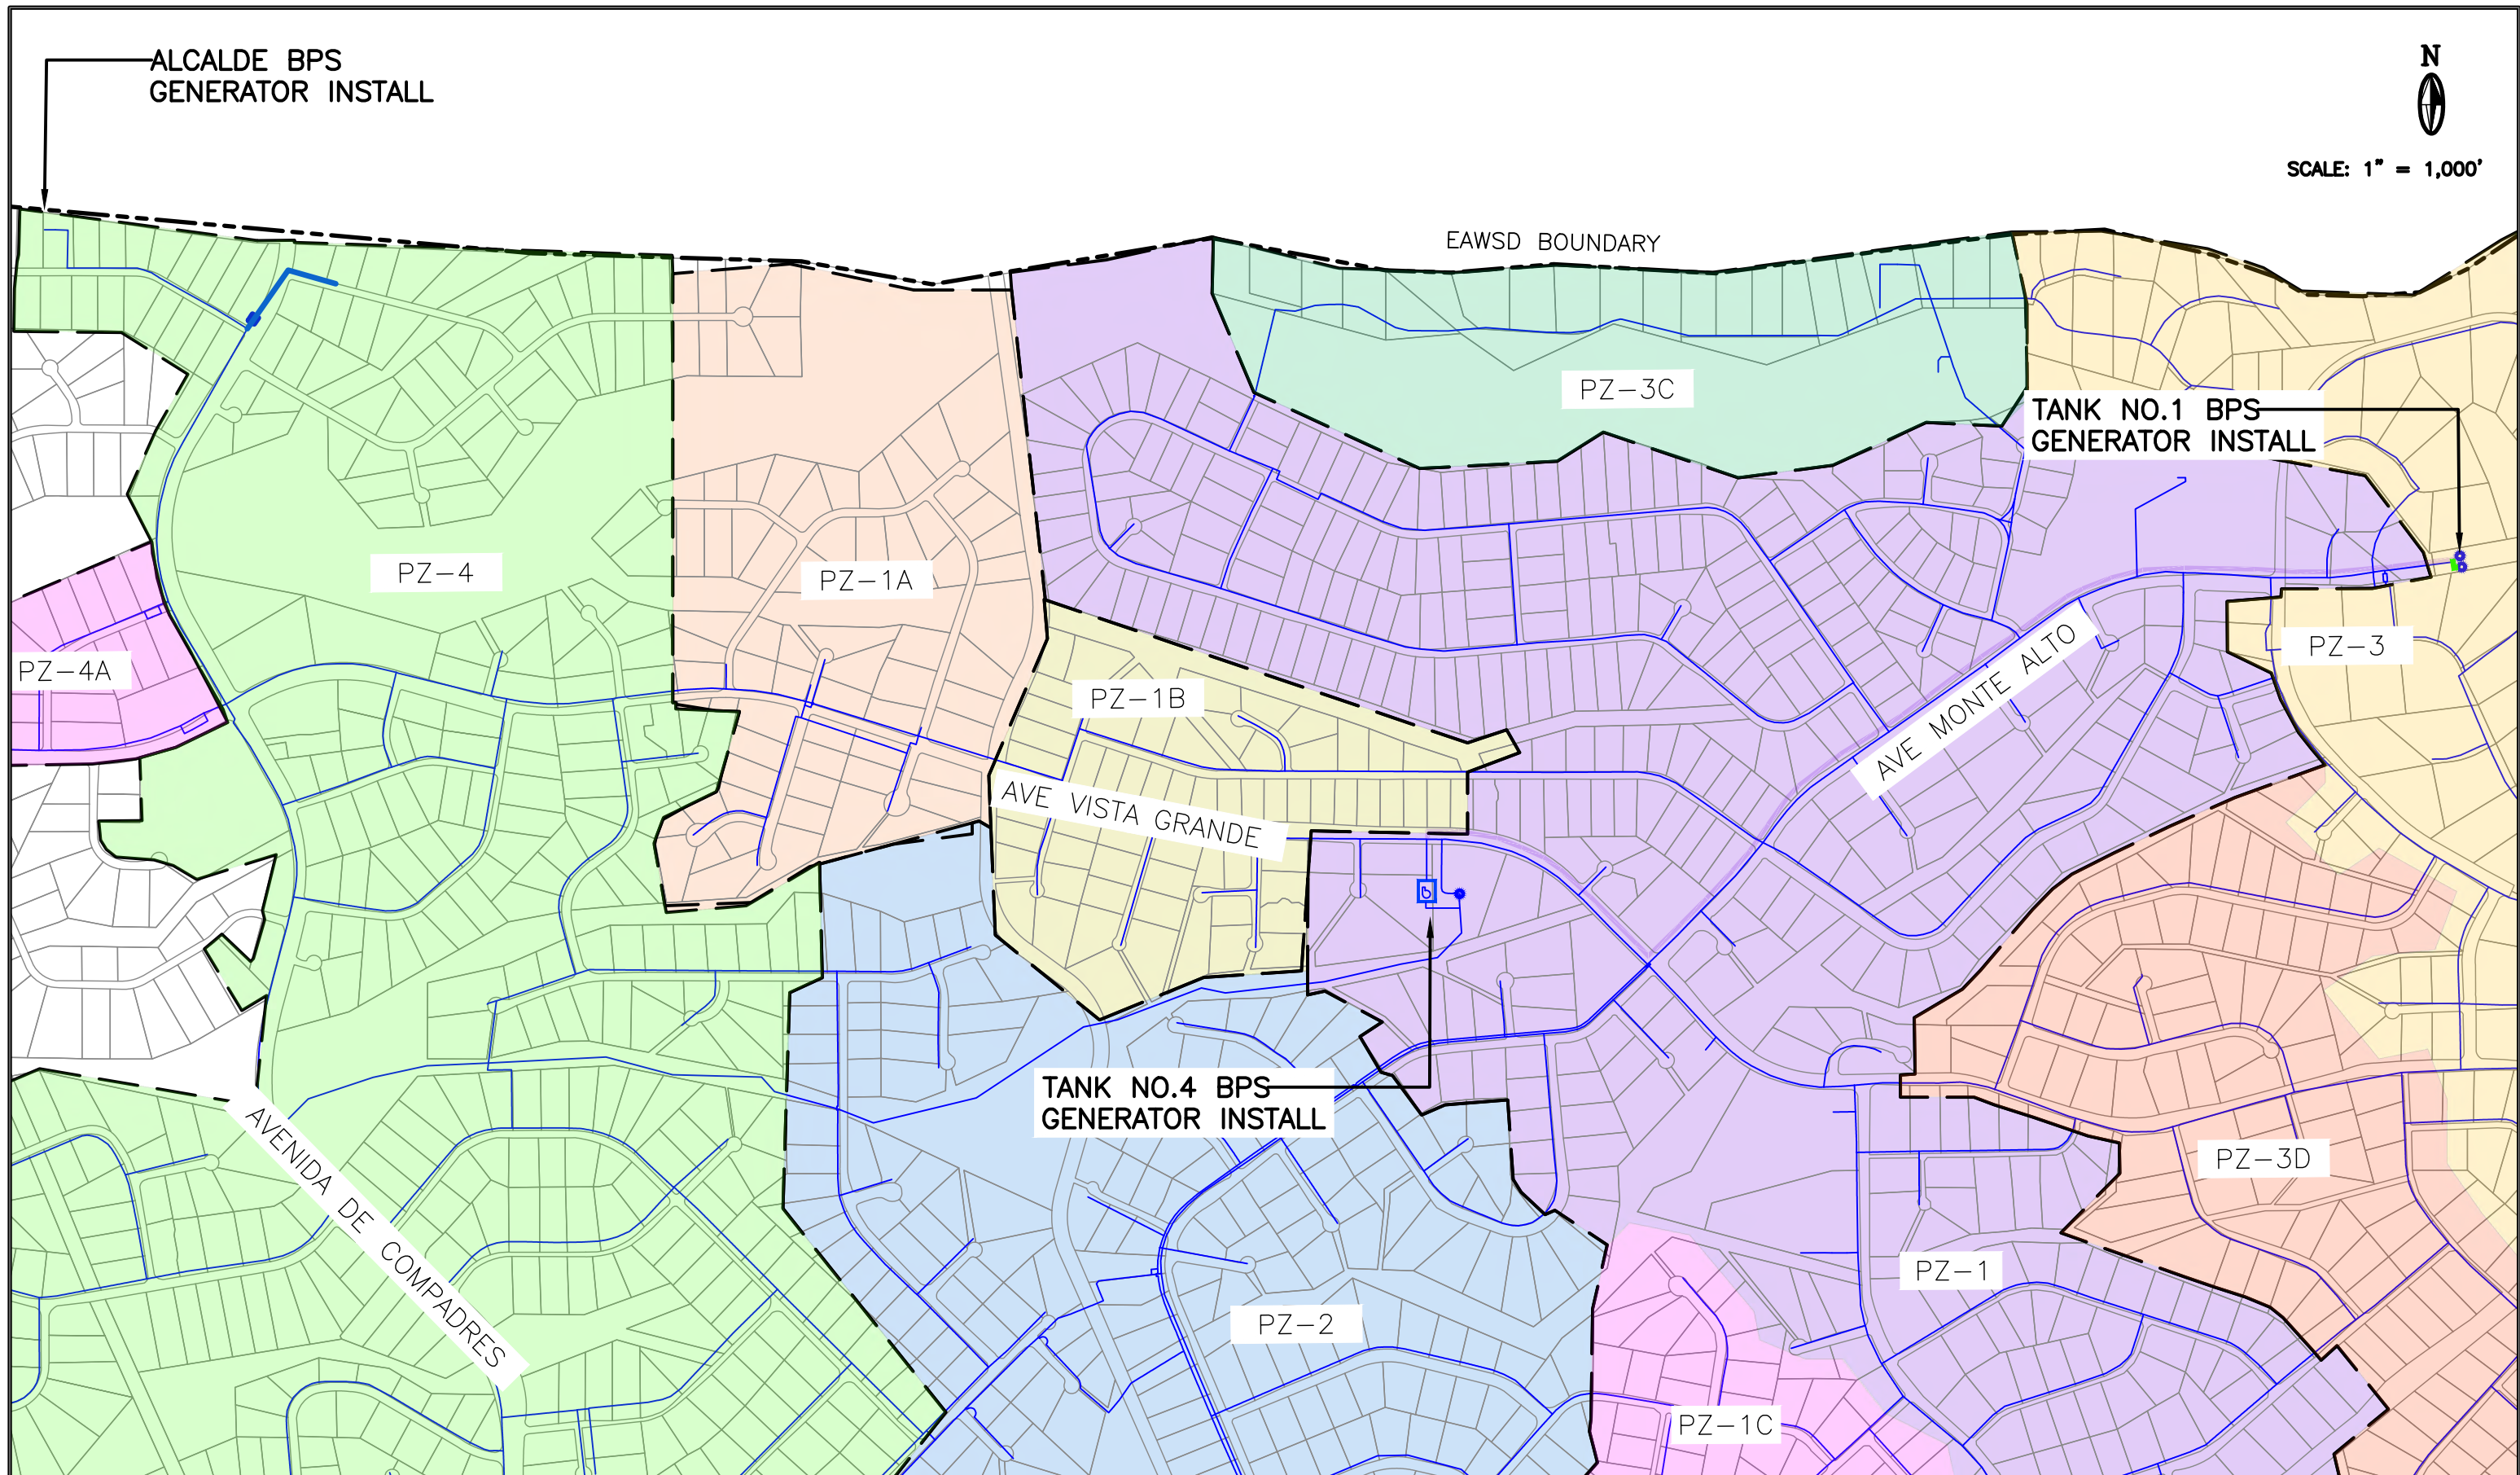 ALCALDE BPS
GENERATOR INSTALL
N
SCALE: 1" = 1,000'
EAWSD BOUNDARY
PZ-3C
TANK NO.1 BPS
GENERATOR INSTALL
PZ-4
PZ-1A
PZ-4A
PZ-1B
AVE MONTE ALTO
PZ-3
AVE VISTA GRANDE
TANK NO.4 BPS
GENERATOR INSTALL
AVENIDA DE COMPADRES
PZ-3D
PZ-1
PZ-2
PZ-1C